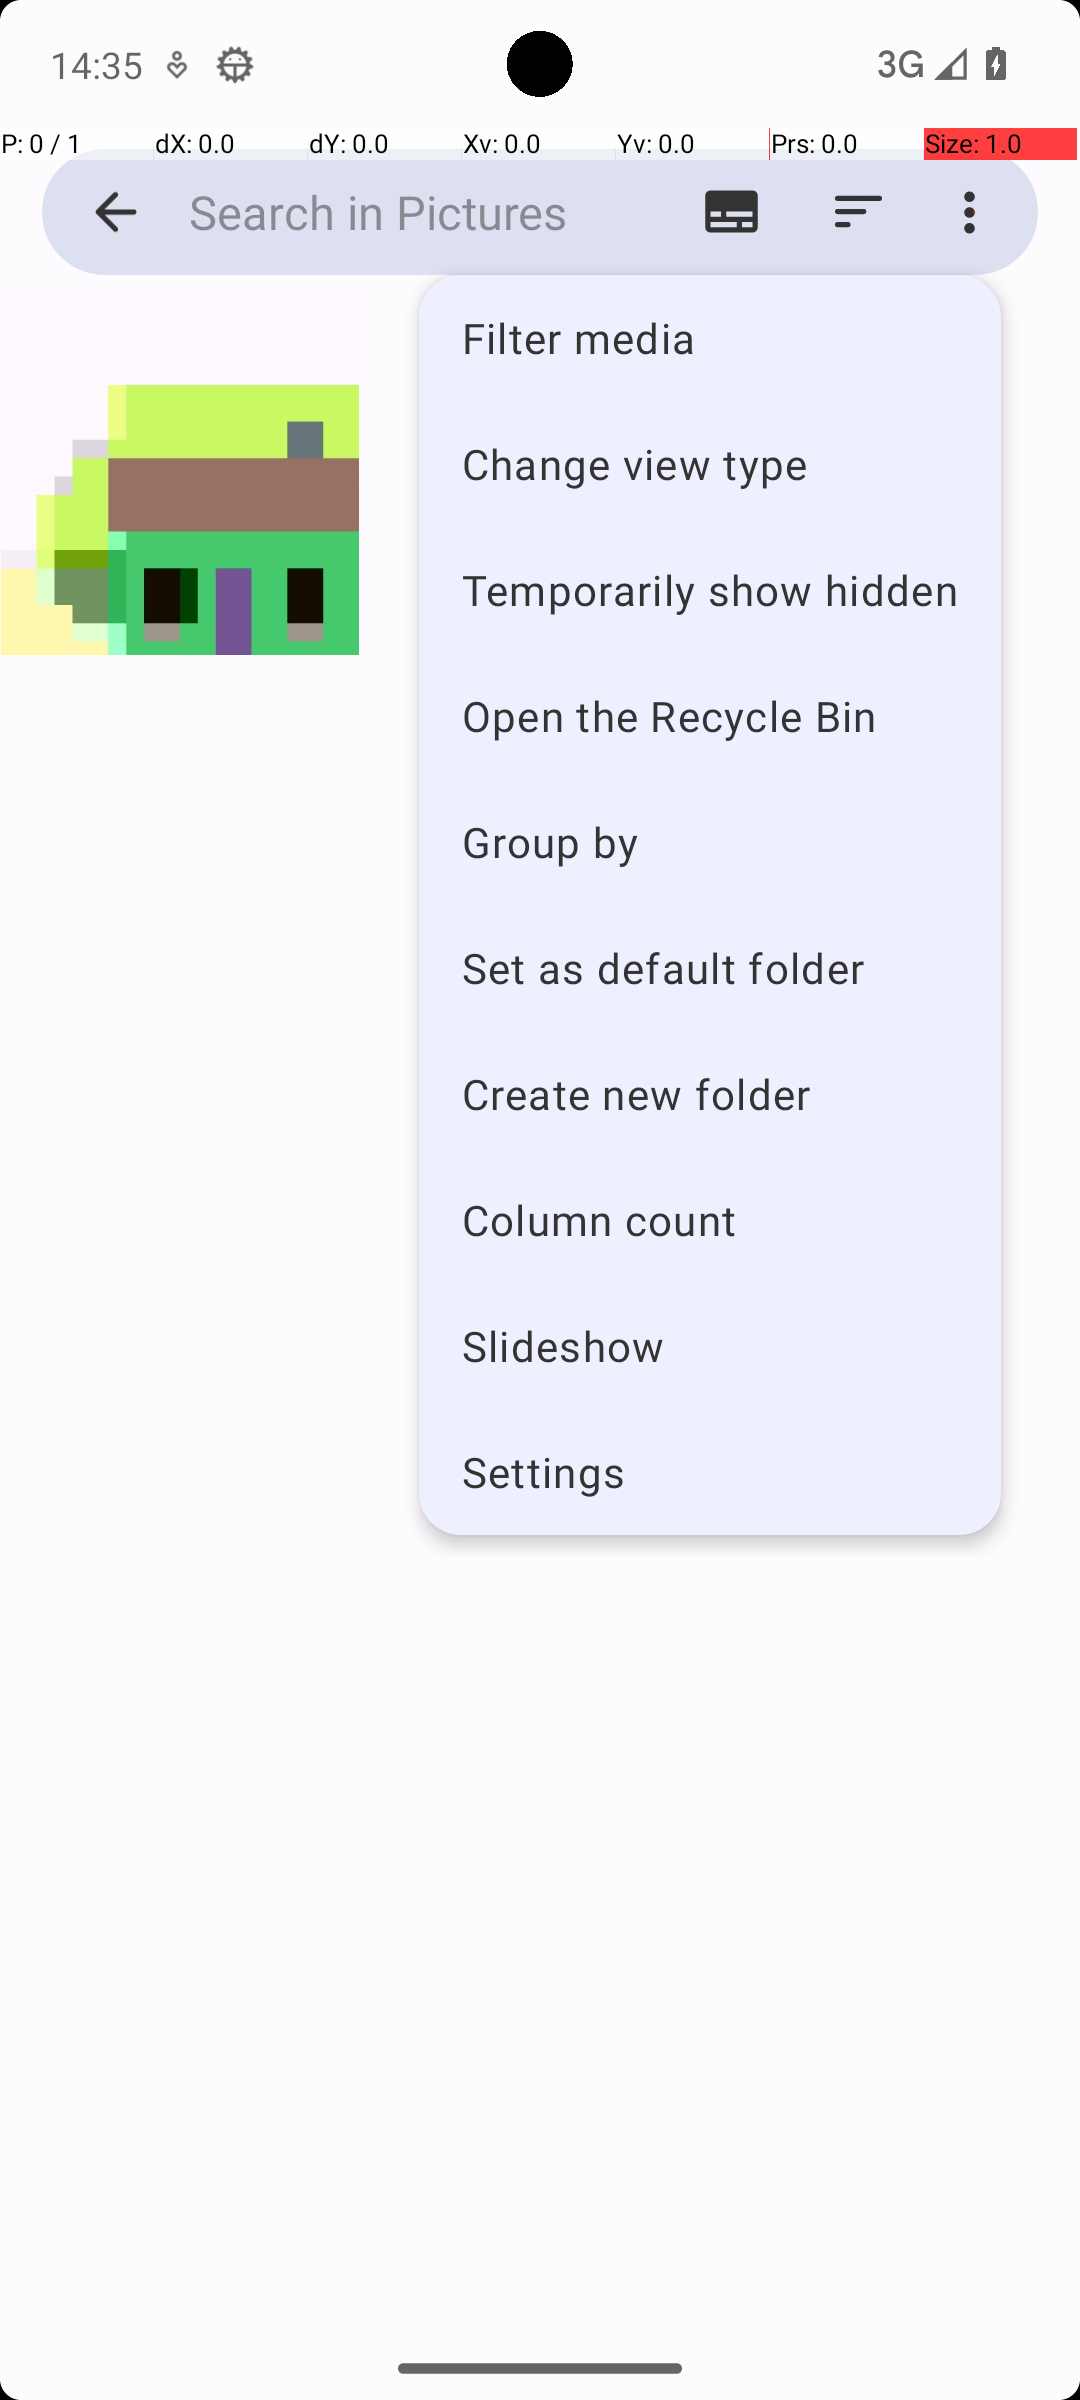 14:35
3G
P: 0 / 1 dX: 0.0 dY: 0.0 Xv: 0.0 Yv: 0.0 Prs: 0.0 Size: 1.0
Search in Pictures
Filter media
Change view type
Temporarily show hidden
Open the Recycle Bin
Group by
Set as default folder
Create new folder
Column count
Slideshow
Settings